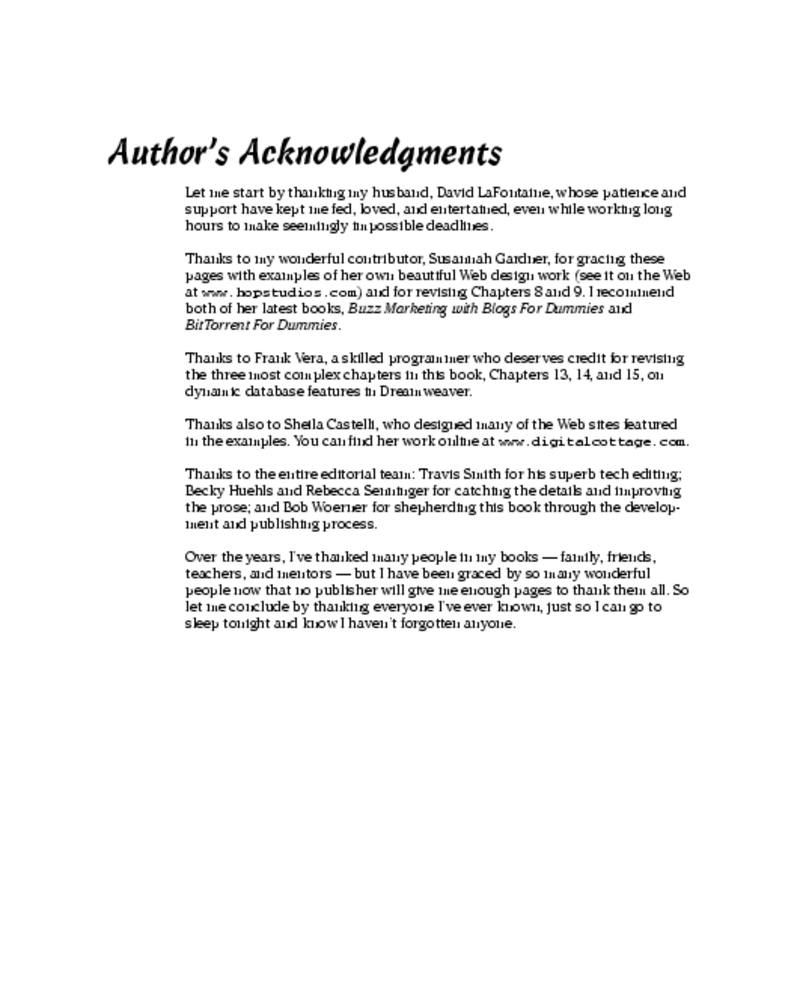 Author's Acknowledgments
Let me start by thanking my husband, David LaFontaine, whose patience and
support have kept me fed, loved, and entertained, even while working long
hours to make seemingly impossible deadlines.
Thanks to my wonderful contributor, Susannah Gardner, for gracing these
pages with examples of her own beautiful Web design work (see it on the Web
at www.hopstudios.com) and for revising Chapters 8 and 9. I recommend
both of her latest books, Buzz Marketing with Blogs For Dummies and
BitTorrent For Dummies.
Thanks to Frank Vera, a skilled programmer who deserves credit for revising
the three most complex chapters in this book, Chapters 13, 14, and 15, on
dynamic database features in Dreamweaver.
Thanks also to Sheila Castelli, who designed many of the Web sites featured
in the examples. You can find her work online at www.digitalcottage.com.
Thanks to the entire editorial team: Travis Smith for his superb tech editing;
Becky Huehls and Rebecca Senninger for catching the details and improving
the prose; and Bob Woerner for shepherding this book through the develop-
ment and publishing process.
Over the years, I've thanked many people in my books — family, friends,
teachers, and mentors — but I have been graced by so many wonderful
people now that no publisher will give me enough pages to thank them all. So
let me conclude by thanking everyone I've ever known, just so I can go to
sleep tonight and know I haven't forgotten anyone.